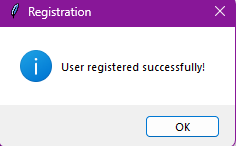 Registration
User registered successfully!
OK